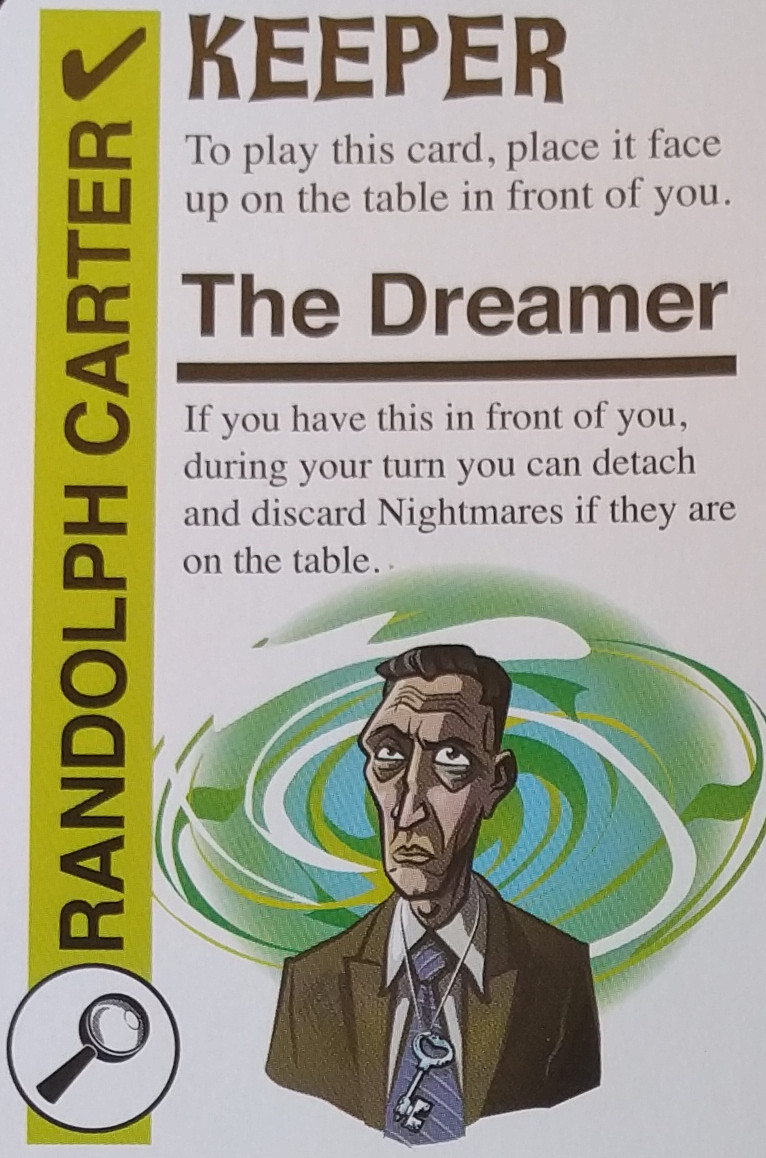 KEEPER
To play this card, place it face
up on the table in front of you.
The Dreamer
If you have this in front of you,
during your turn you can detach
and discard Nightmares if they are
on the table.
RANDOLPH CARTER